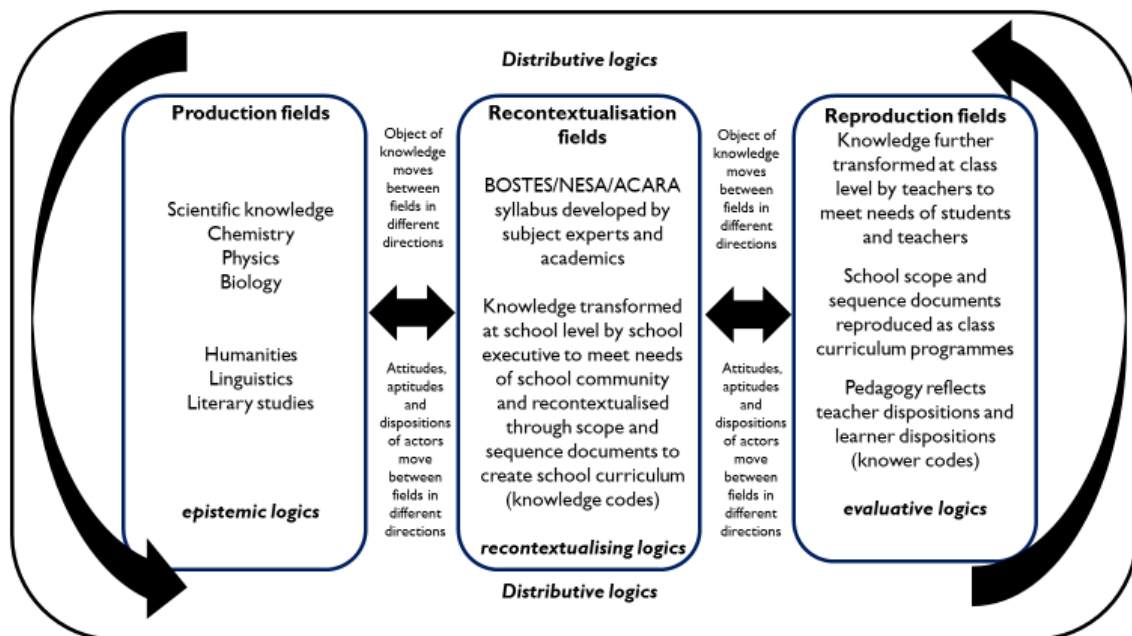 Distributive logics
Production fields
Scientific knowledge
Chemistry
Physics
Biology
Humanities
Linguistics
Literary studies
epistemic logics
Object of
knowledge
moves
between
fields in
different
directions
Attitudes,
aptitudes
and
dispositions
of actors
move
between
fields in
different
directions
Recontextualisation
fields
BOSTES/NESA/ACARA
syllabus developed by
subject experts and
academics
Knowledge transformed
at school level by school
executive to meet needs
of school community
and recontextualised
through scope and
sequence documents to
create school curriculum
(knowledge codes)
recontextualising logics
Object of
knowledge
moves
between
fields in
different
directions
Attitudes,
aptitudes
and
dispositions
of actors
move
between
fields in
different
directions
Reproduction fields
Knowledge further
transformed at class
level by teachers to
meet needs of students
and teachers
School scope and
sequence documents
reproduced as class
curriculum programmes
Pedagogy reflects
teacher dispositions and
learner dispositions
(knower codes)
evaluative logics
Distributive logics